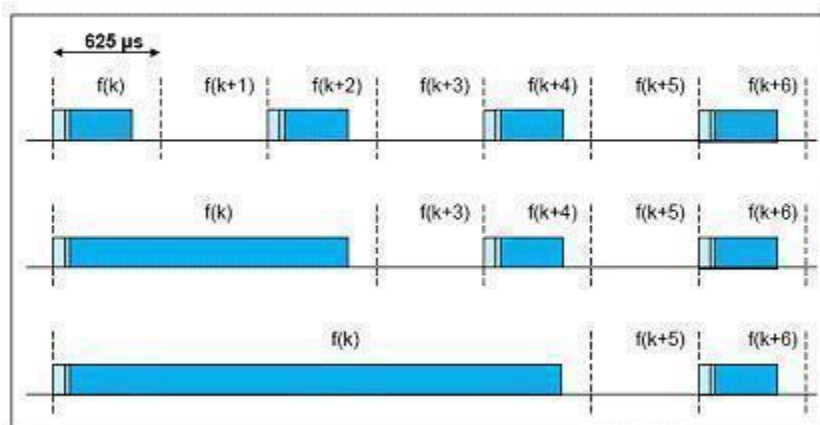 625 µs
f(k) f(k+1) f(k+2) f(k+3) f(k+4) f(k+5) f(k+6)
f(k) f(k+3) f(k+4) f(k+5) f(k+6)
f(k) f(k+5) f(k+6)